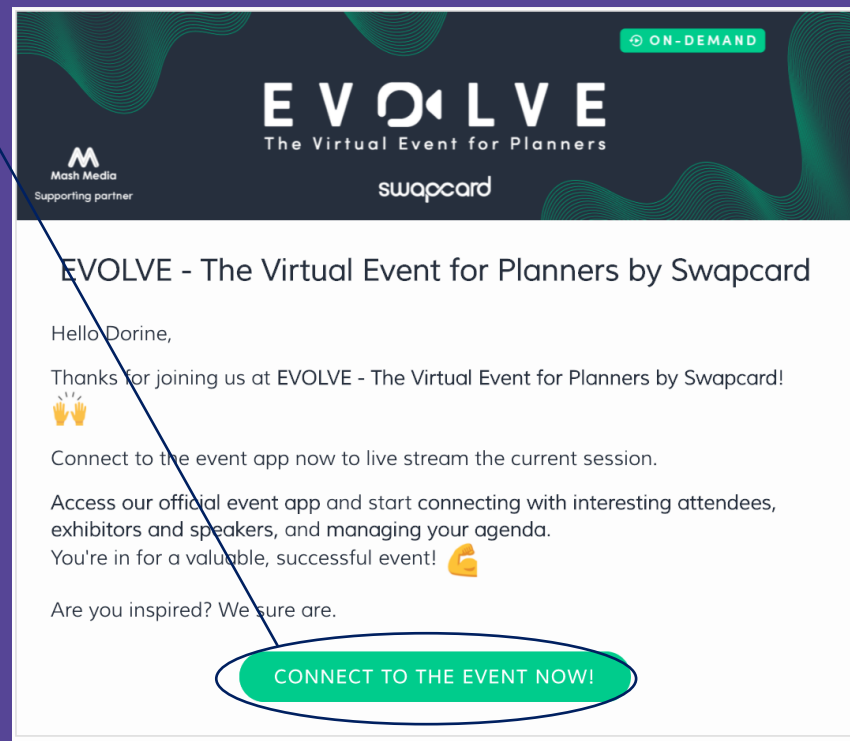 ON-DEMAND
EVOLVE
The Virtual Event for Planners
Mash Media
Supporting partner
swapcard
EVOLVE - The Virtual Event for Planners by Swapcard
Hello Dorine,
Thanks for joining us at EVOLVE - The Virtual Event for Planners by Swapcard!
🙌
Connect to the event app now to live stream the current session.
Access our official event app and start connecting with interesting attendees,
exhibitors and speakers, and managing your agenda.
You're in for a valuable, successful event! 💪
Are you inspired? We sure are.
CONNECT TO THE EVENT NOW!